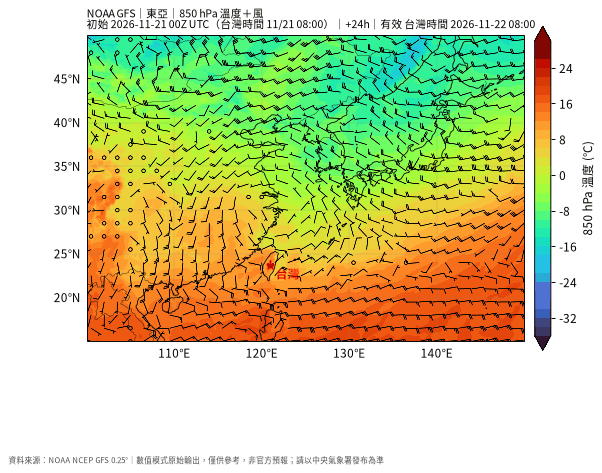 NOAA GFS｜東亞｜850 hPa 溫度＋風
初始 2026-11-21 00Z UTC（台灣時間 11/21 08:00）｜+24h｜有效 台灣時間 2026-11-22 08:00
45°N
40°N
35°N
30°N
25°N
20°N
110°E
120°E
130°E
140°E
台灣
24
16
8
0
-8
-16
-24
-32
850 hPa 溫度 (°C)
資料來源：NOAA NCEP GFS 0.25°｜數值模式原始輸出，僅供參考，非官方預報；請以中央氣象署發布為準